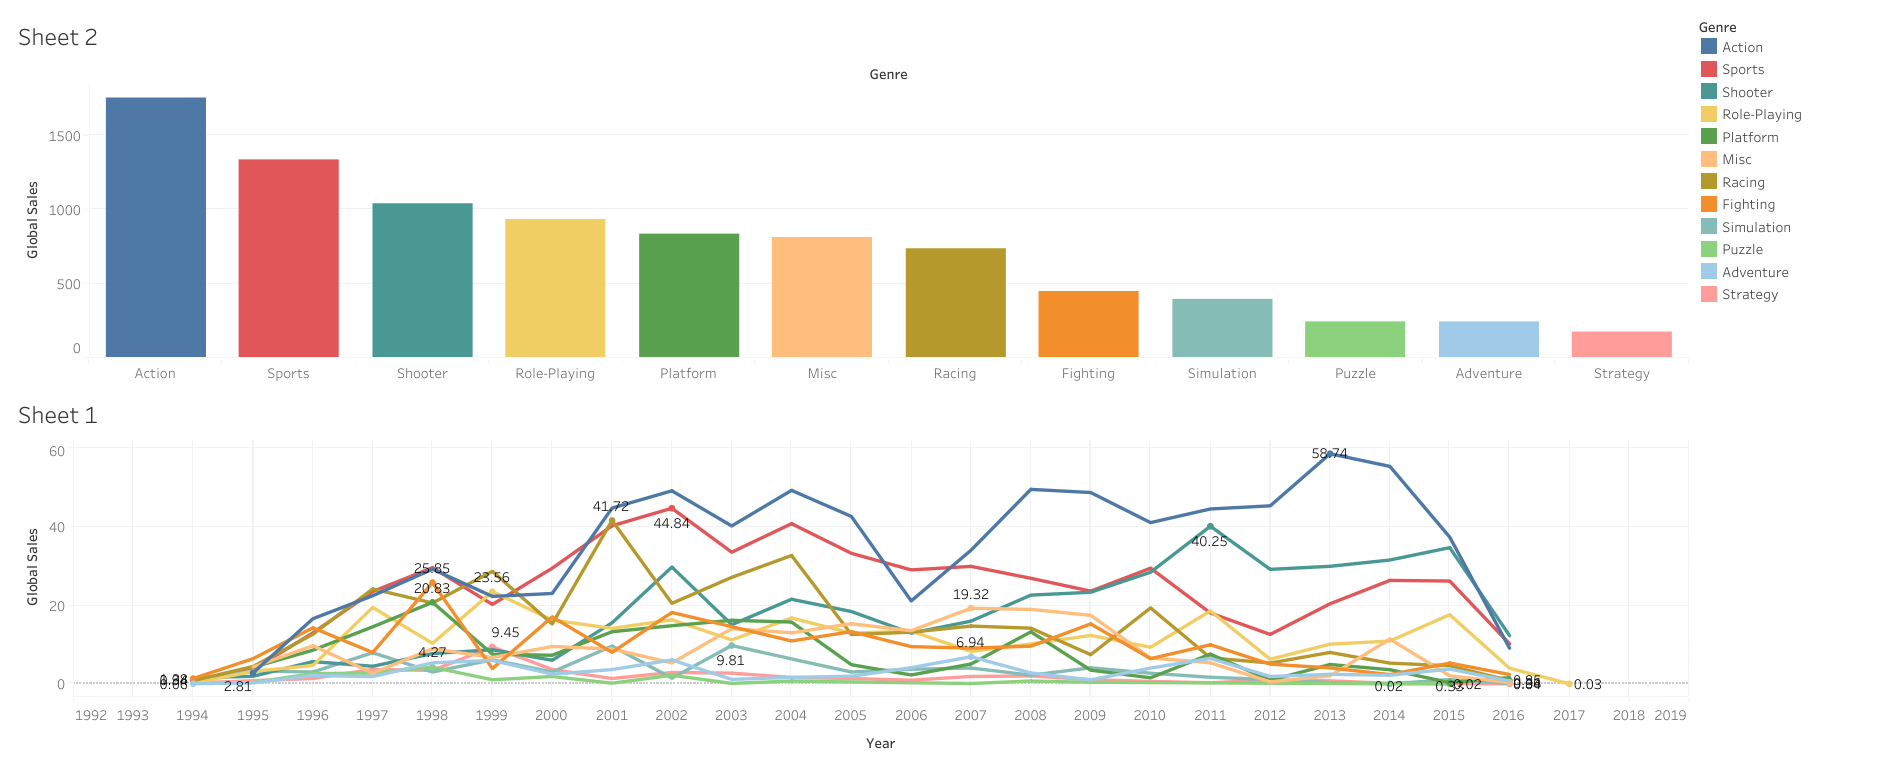 Sheet 2
Genre
Global Sales
1500
1000
500
0
Action Sports Shooter Role-Playing Platform Misc Racing Fighting Simulation Puzzle Adventure Strategy
Genre
Action
Sports
Shooter
Role-Playing
Platform
Misc
Racing
Fighting
Simulation
Puzzle
Adventure
Strategy
Sheet 1
Global Sales
60
40
20
0
58.74
41.72
44.84
40.25
25.85
23.56
20.83
19.32
9.45
6.94
4.27
9.81
2.81
0.02
0.02
0.03
1992 1993 1994 1995 1996 1997 1998 1999 2000 2001 2002 2003 2004 2005 2006 2007 2008 2009 2010 2011 2012 2013 2014 2015 2016 2017 2018 2019
Year